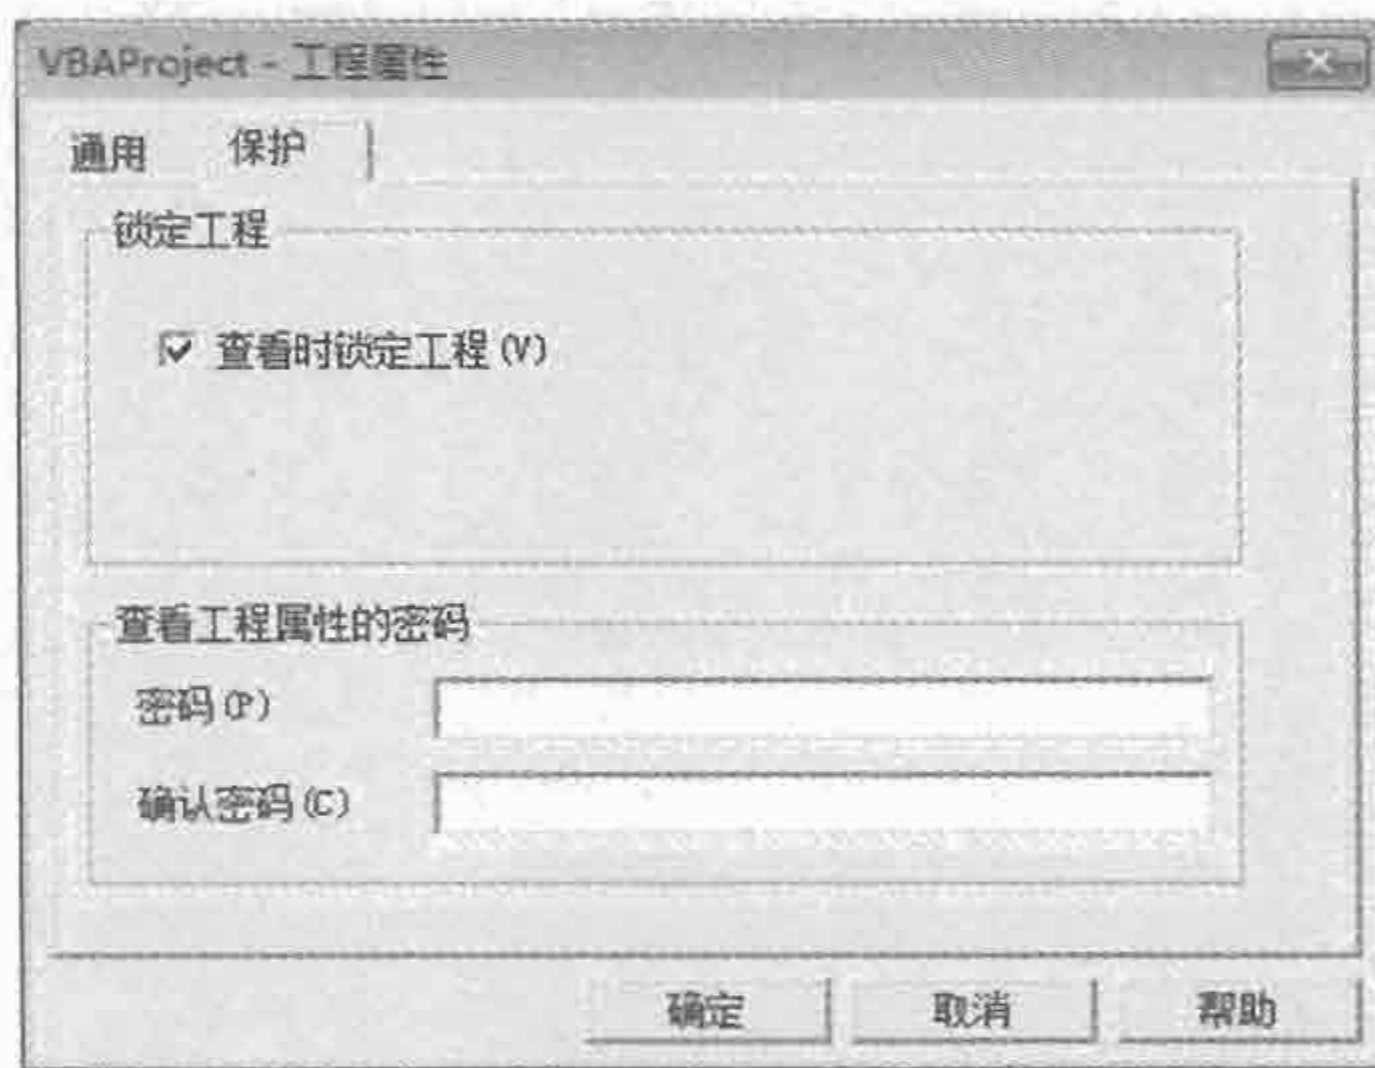 VBAProject - 工程属性
通用 保护
锁定工程
查看时锁定工程(V)
查看工程属性的密码
密码(P)
确认密码(C)
确定 取消 帮助